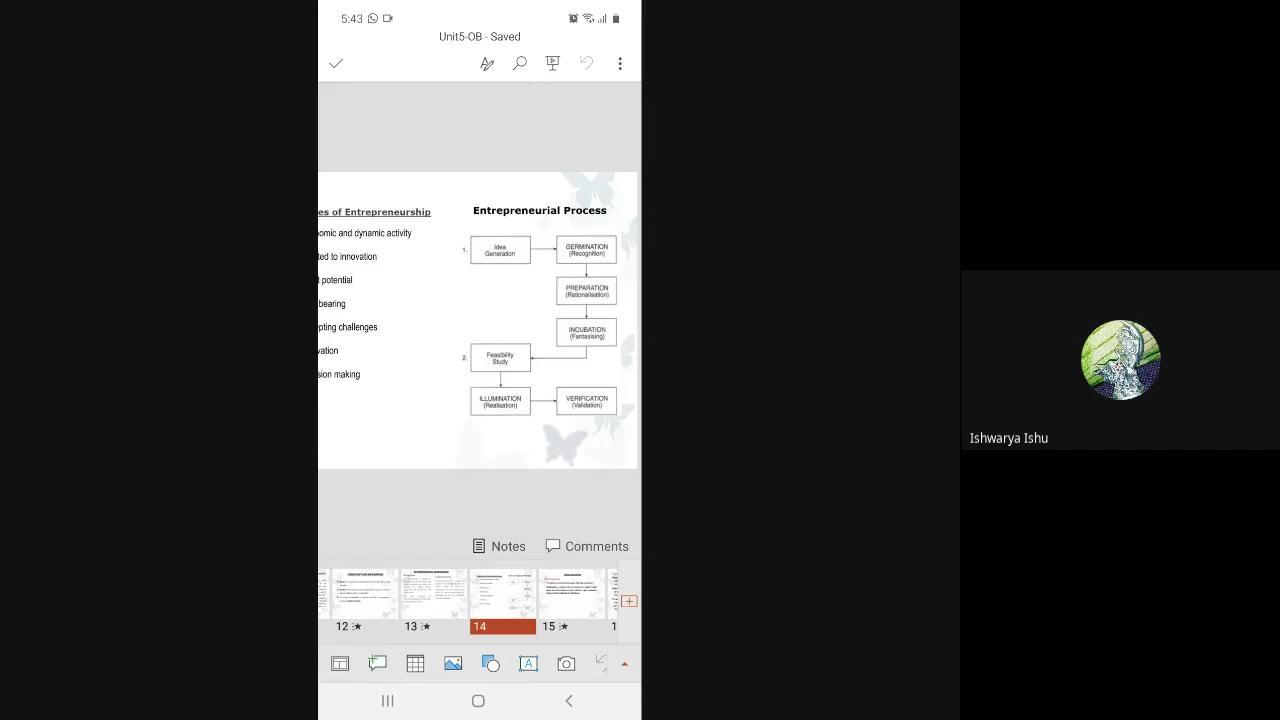 5:43
Unit5-OB - Saved
es of Entrepreneurship
omic and dynamic activity
ted to innovation
t potential
bearing
pting challenges
vation
sion making
Entrepreneurial Process
1.
Idea
Generation
GERMINATION
(Recognition)
PREPARATION
(Rationalisation)
INCUBATION
(Fantasising)
2.
Feasibility
Study
ILLUMINATION
(Realisation)
VERIFICATION
(Validation)
Notes
Comments
12
13
14
15
1
Ishwarya Ishu